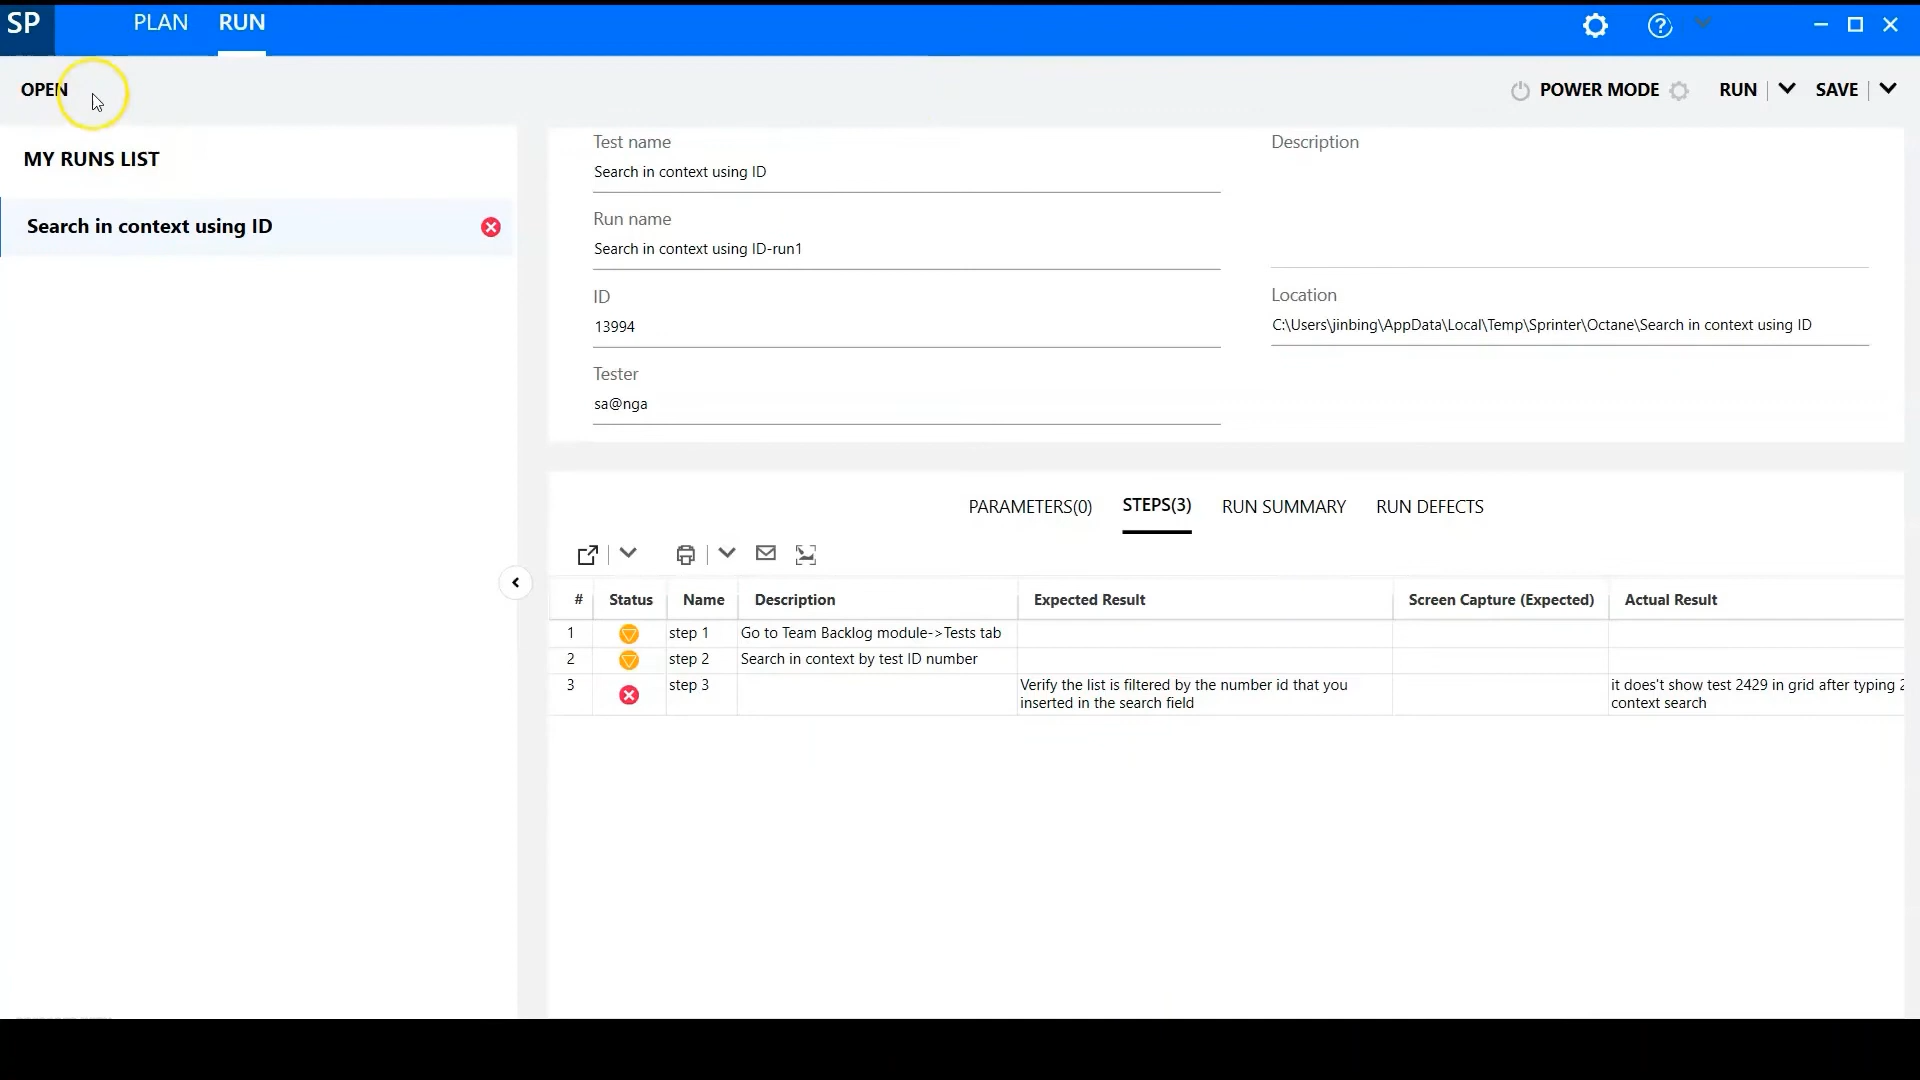 SP
PLAN
RUN
OPEN
POWER MODE
RUN
SAVE
MY RUNS LIST
Search in context using ID
Test name
Search in context using ID
Run name
Search in context using ID-run1
ID
13994
Tester
sa@nga
Description
Location
C:\Users\jinbing\AppData\Local\Temp\Sprinter\Octane\Search in context using ID
PARAMETERS(0)
STEPS(3)
RUN SUMMARY
RUN DEFECTS
# Status Name Description Expected Result Screen Capture (Expected) Actual Result
1 step 1 Go to Team Backlog module->Tests tab
2 step 2 Search in context by test ID number
3 step 3
Verify the list is filtered by the number id that you
inserted in the search field
it does't show test 2429 in grid after typing
context search